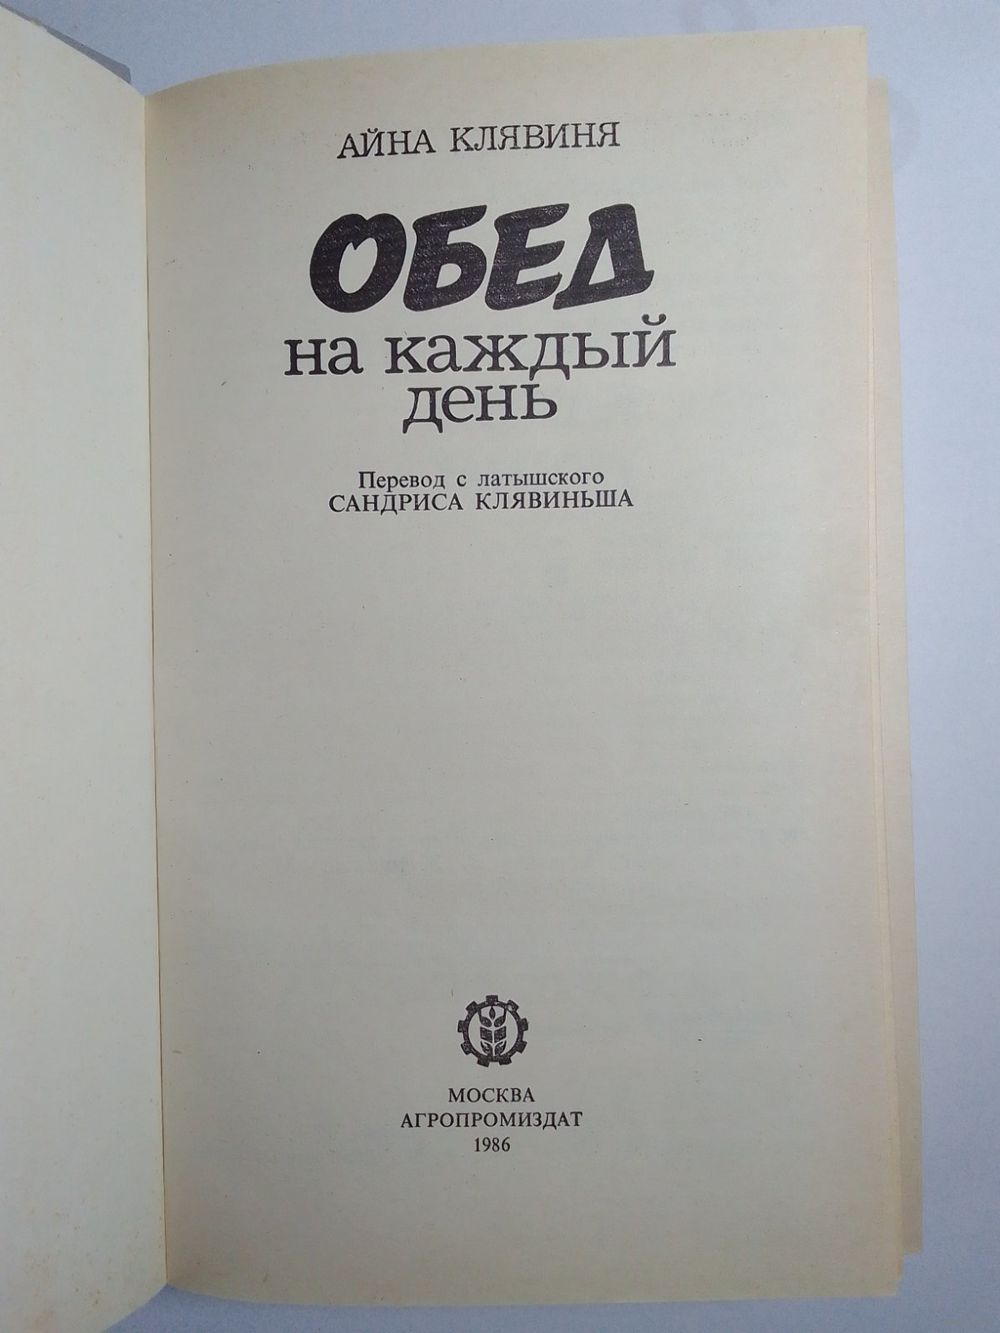 АЙНА КЛЯВИНЯ
ОБЕД
на каждый
день
Перевод с латышского
САНДРИСА КЛЯВИНЬША
МОСКВА
АГРОПРОМИЗДАТ
1986